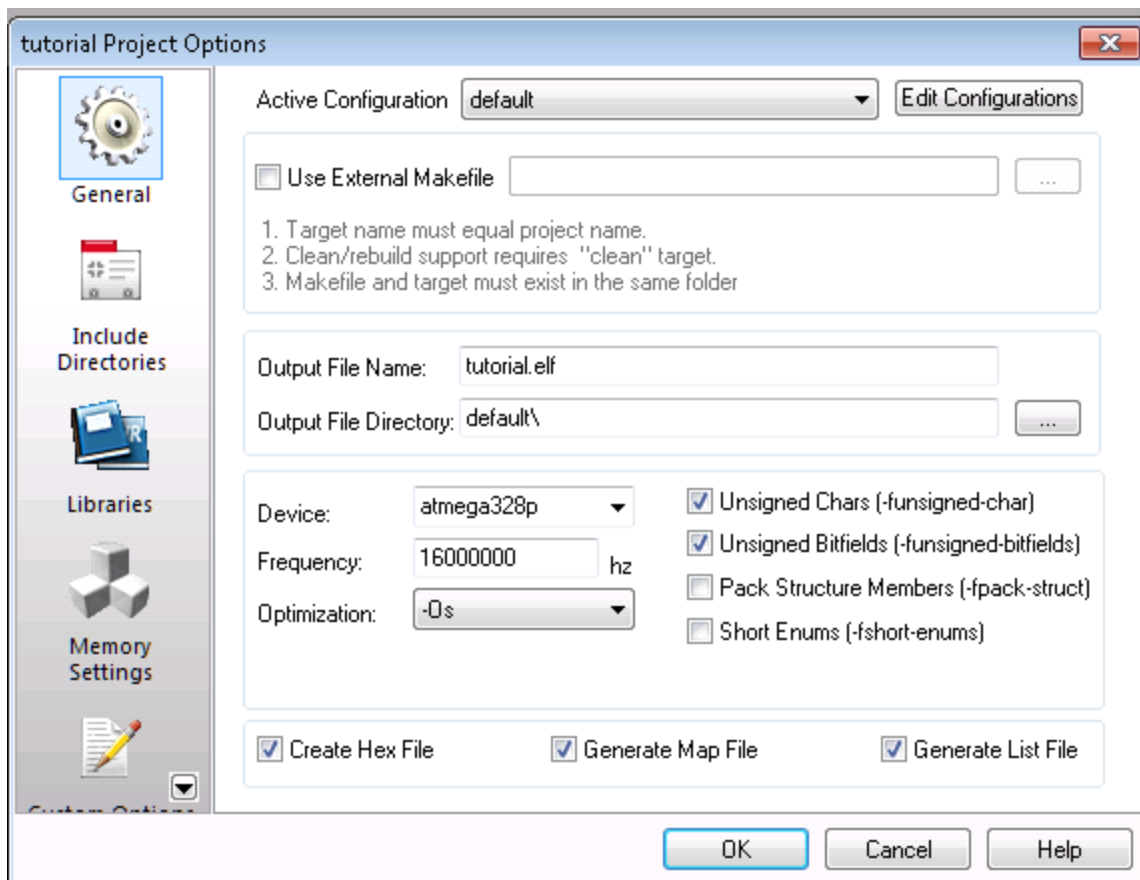 tutorial Project Options
General
Include
Directories
Libraries
Memory
Settings
Active Configuration default Edit Configurations
Use External Makefile ...
1. Target name must equal project name.
2. Clean/rebuild support requires "clean" target.
3. Makefile and target must exist in the same folder
Output File Name: tutorial.elf
Output File Directory: default\ ...
Device: atmega328p
Frequency: 16000000 hz
Optimization: -Os
Unsigned Chars (-funsigned-char)
Unsigned Bitfields (-funsigned-bitfields)
Pack Structure Members (-fpack-struct)
Short Enums (-fshort-enums)
Create Hex File Generate Map File Generate List File
OK Cancel Help